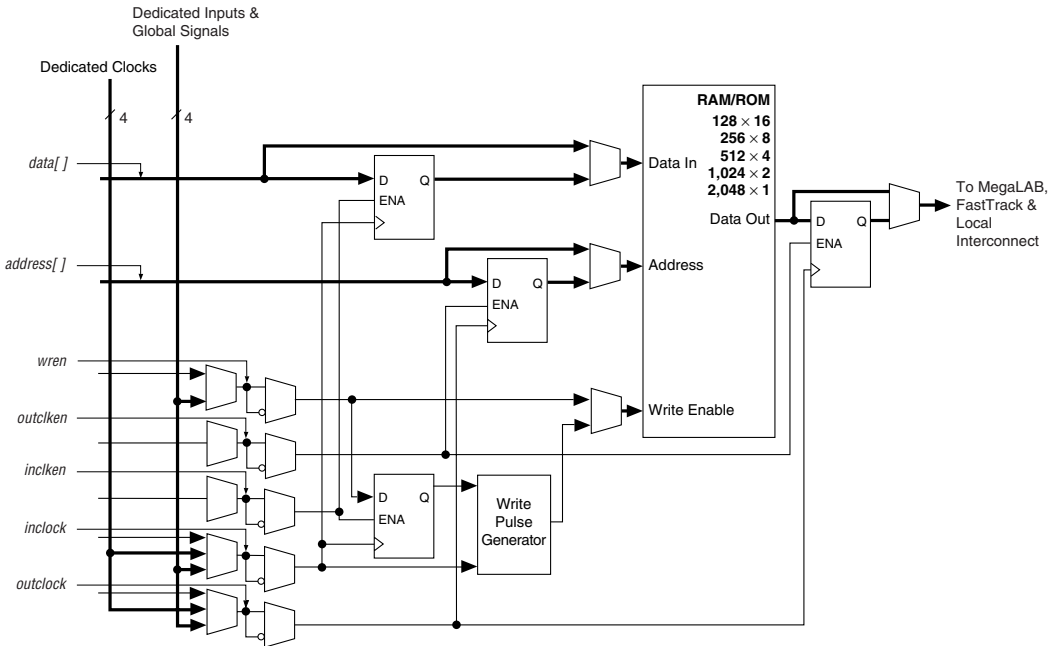 Dedicated Inputs &
Global Signals
Dedicated Clocks
4
4
RAM/ROM
128 × 16
256 × 8
512 × 4
1,024 × 2
2,048 × 1
data[ ]
D
Q
ENA
Data In
Data Out
D
Q
ENA
To MegaLAB,
FastTrack &
Local
Interconnect
address[ ]
D
Q
ENA
Address
wren
Write Enable
outclken
inclken
D
Q
ENA
Write
Pulse
Generator
inclock
outclock